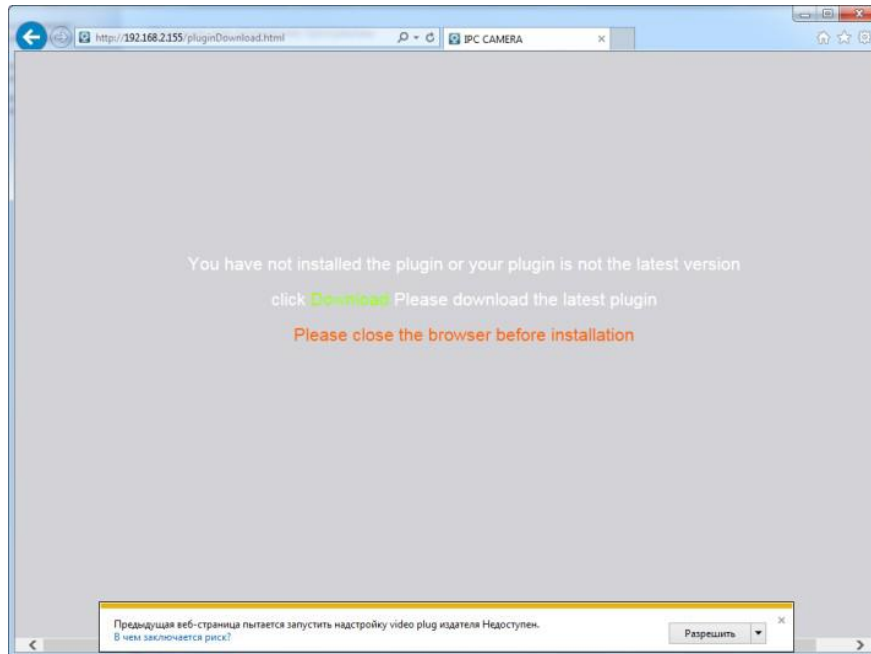 http://192.168.2.155/pluginDownload.html
IPC CAMERA
You have not installed the plugin or your plugin is not the latest version
click Download Please download the latest plugin
Please close the browser before installation
Предыдущая веб-страница пытается запустить надстройку video plug издателя Недоступен.
В чем заключается риск?
Разрешить